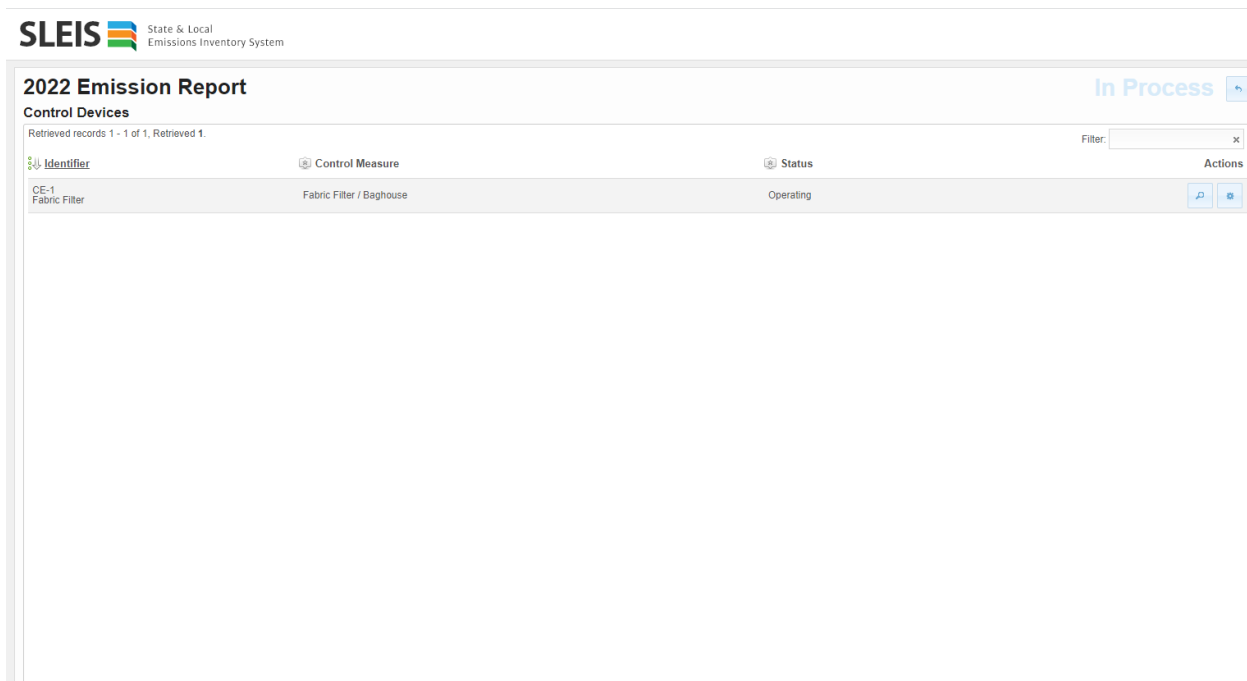 SLEIS
State & Local
Emissions Inventory System
2022 Emission Report
In Process
Control Devices
Retrieved records 1 - 1 of 1, Retrieved 1.
Filter:
Identifier
Control Measure
Status
Actions
CE-1
Fabric Filter
Fabric Filter / Baghouse
Operating